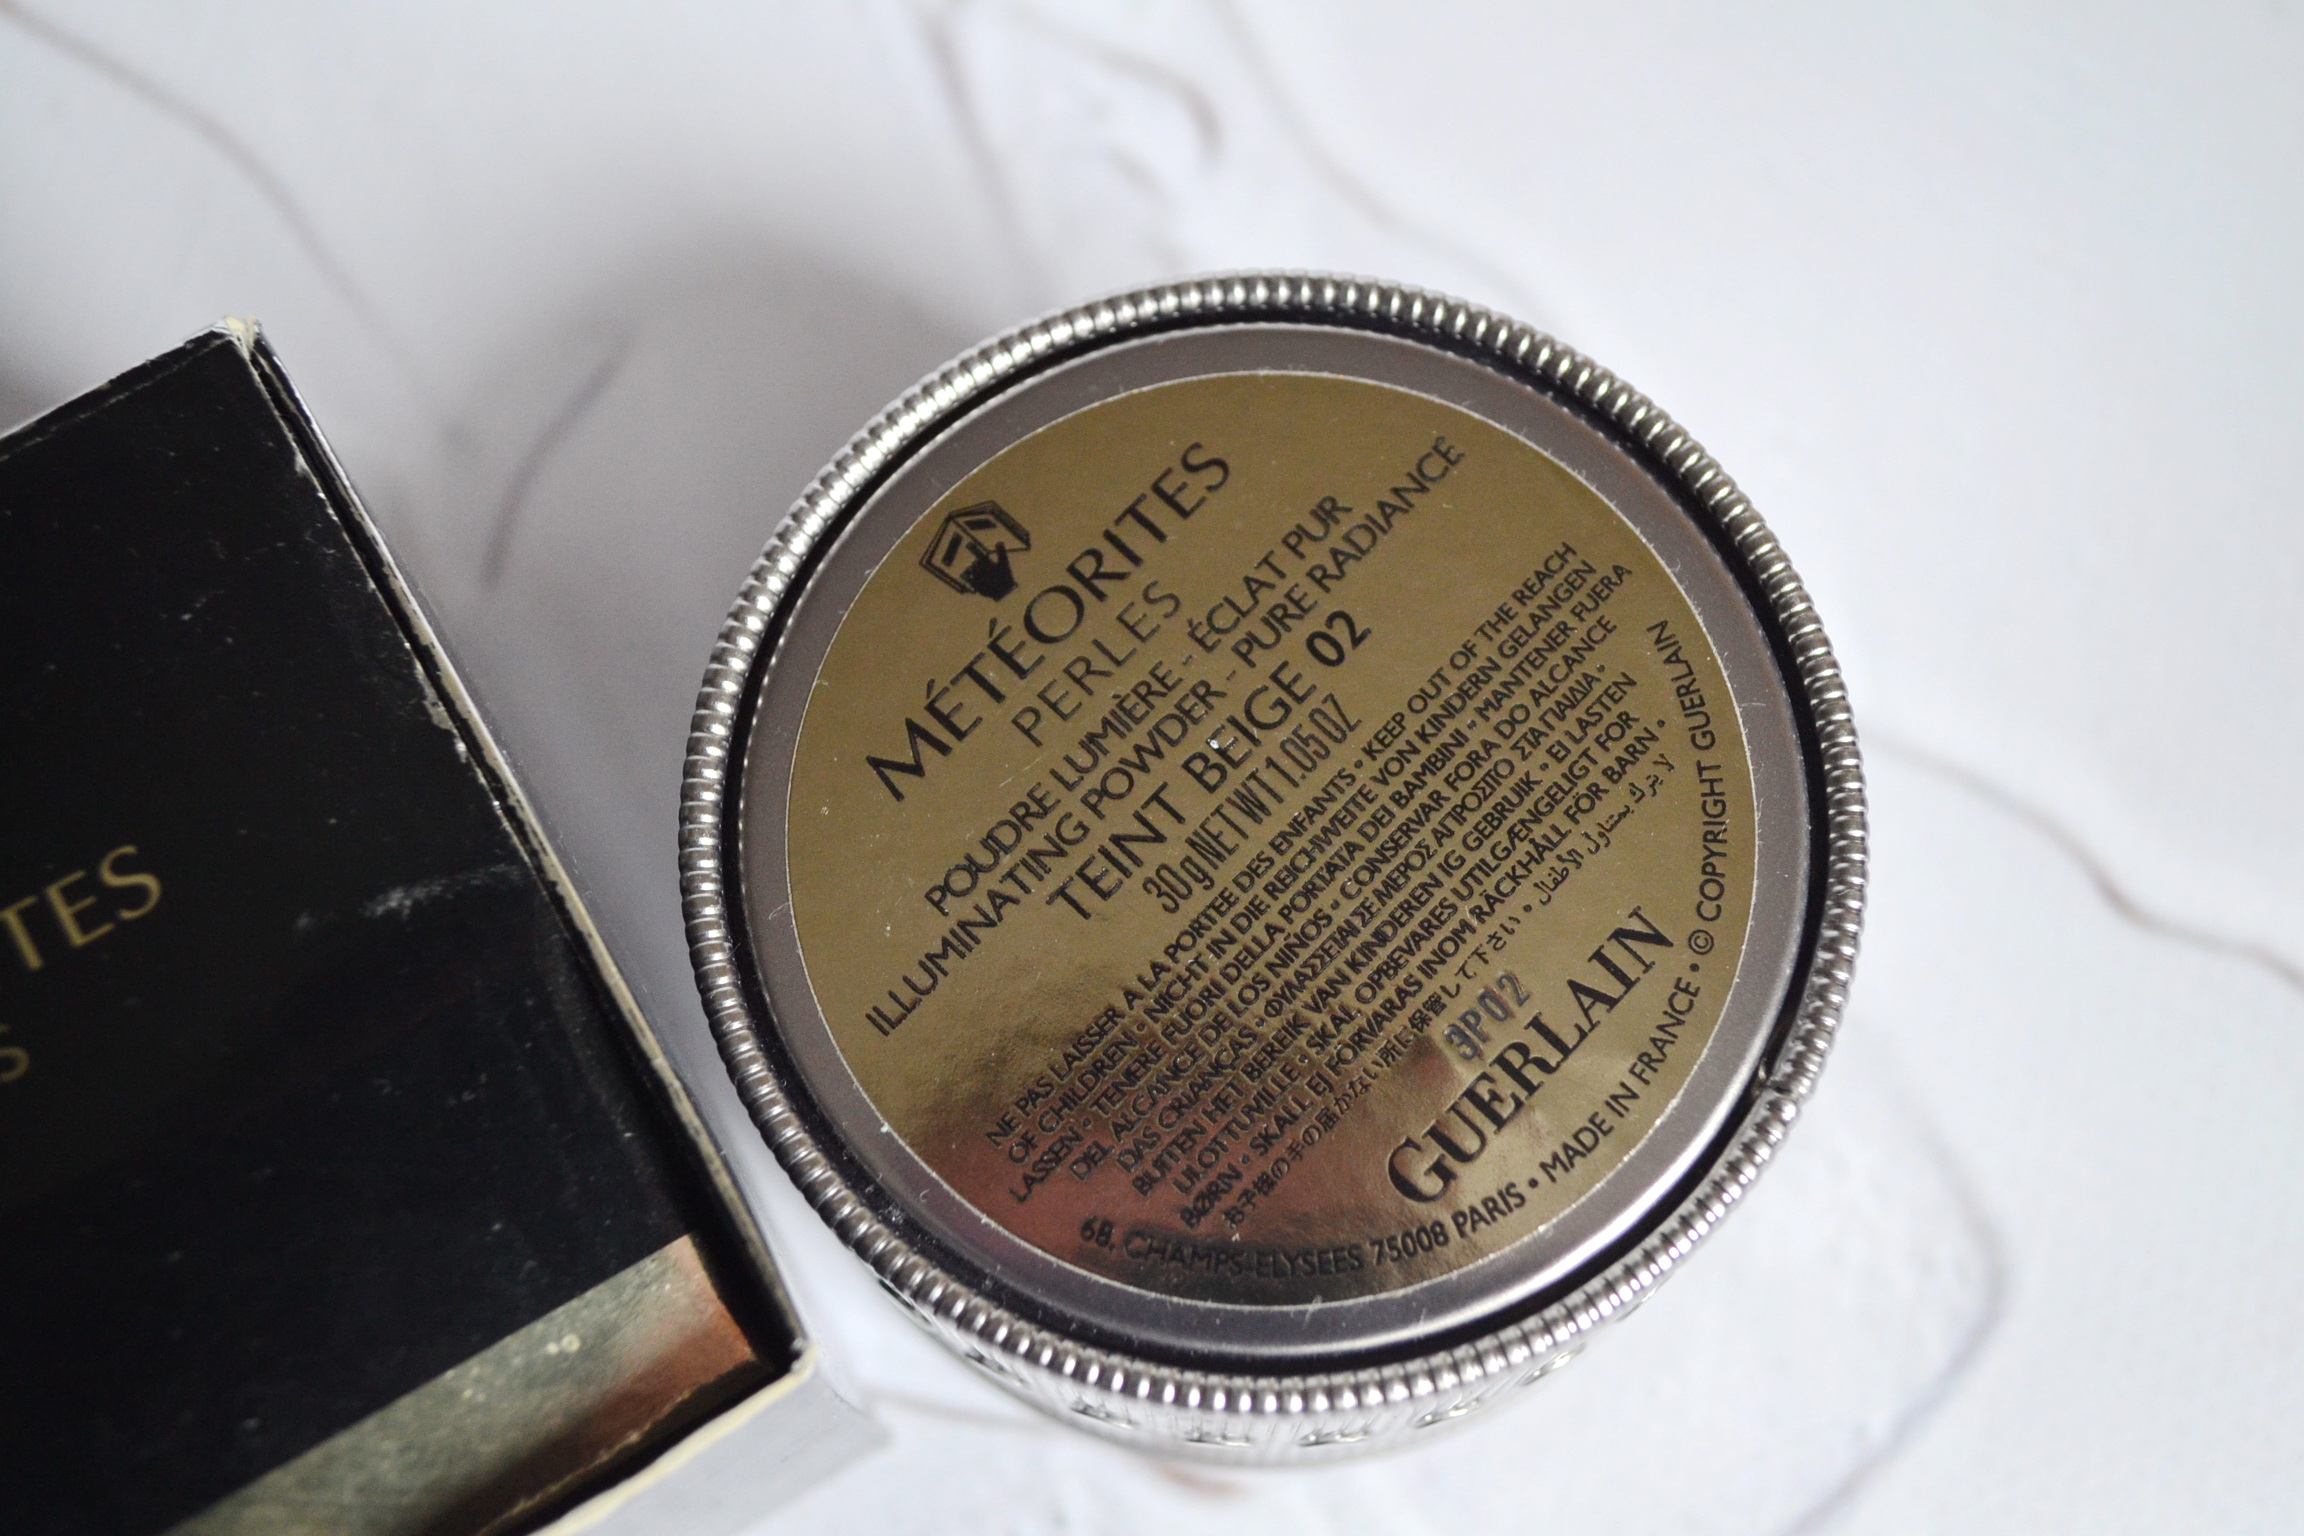 MÉTÉORITES
PERLES
POUDRE LUMIÈRE - ÉCLAT PUR
ILLUMINATING POWDER - PURE RADIANCE
TEINT BEIGE 02
30g NET WT 1.05 OZ
NE PAS LAISSER A LA PORTEE DES ENFANTS • KEEP OUT OF THE REACH
OF CHILDREN • NICHT IN DIE REICHWEITE VON KINDERN GELANGEN
LASSEN • TENERE FUORI DELLA PORTATA DEI BAMBINI • MANTENER FUERA
DEL ALCANCE DE LOS NIÑOS • CONSERVAR FORA DO ALCANCE
DAS CRIANCAS • ΦΥΛΑΣΣΕΤΑΙ ΣΕ ΜΕΡΟΣ ΑΠΡΟΣΙΤΟ ΣΤΑ ΠΑΙΔΙΑ •
BUITEN HET BEREIK VAN KINDEREN IG GEBRUIK • EI LASTEN
ULOTTUVILLE • SKAL OPBEVARES UTILGÆNGELIGT FOR
BØRN • SKALL EJ FÖRVARAS INOM RÄCKHÅLL FÖR BARN •
お子様の手の届かない所に保管して下さい • لا يترك بمتناول الأطفال
9P02
GUERLAIN
68, CHAMPS-ELYSEES 75008 PARIS • MADE IN FRANCE • © COPYRIGHT GUERLAIN
TES
S